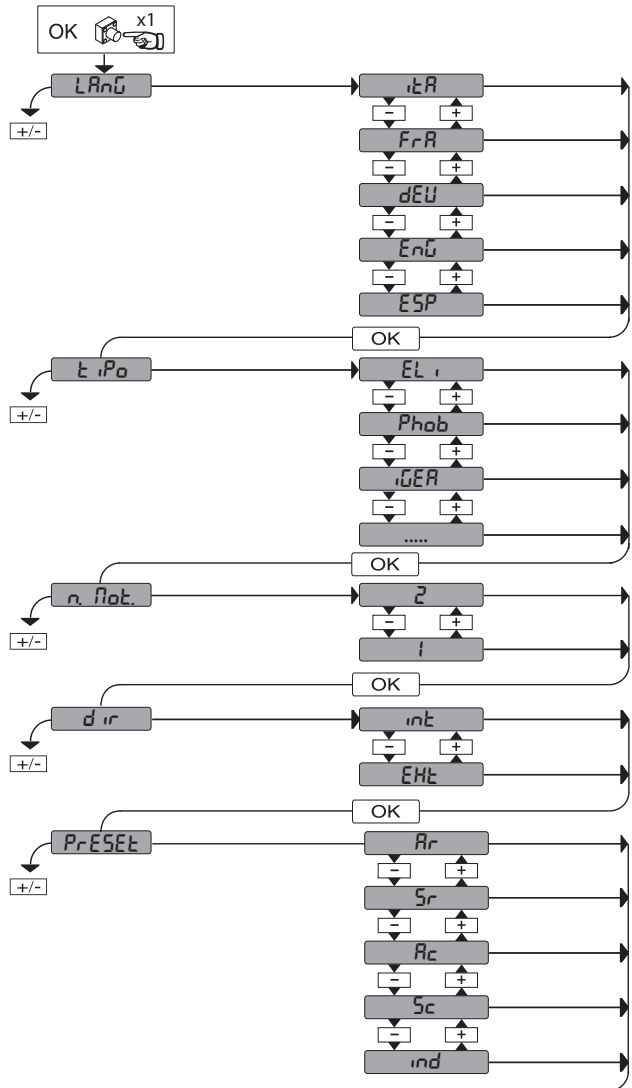 OK x1
LAnG
itA
+/-
- +
FrA
- +
dEU
- +
EnG
- +
ESP
OK
tiPo
ELi
+/-
- +
Phob
- +
iGEA
- +
.....
OK
n. Mot.
2
+/-
- +
1
OK
dir
int
+/-
- +
EHt
OK
PrESEt
Ar
+/-
- +
Sr
- +
Ac
- +
Sc
- +
ind